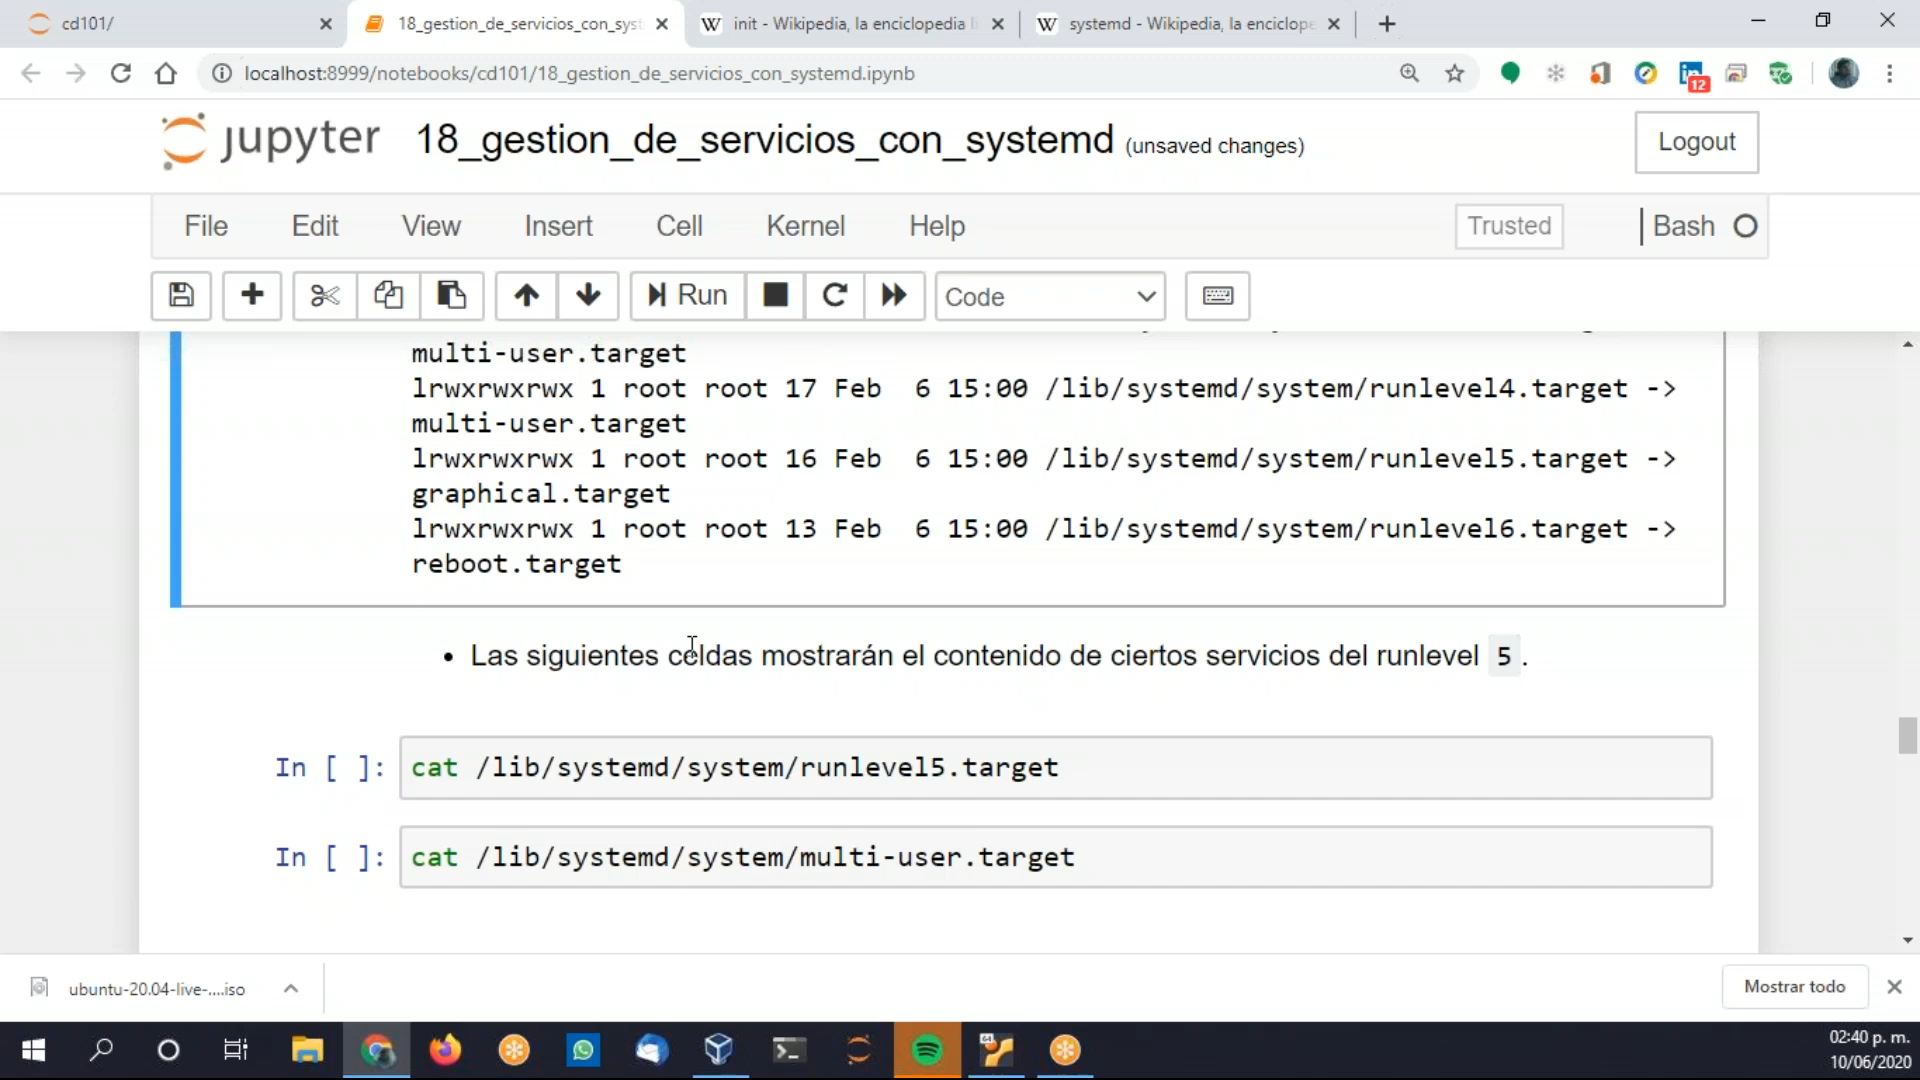 cd101/
18_gestion_de_servicios_con_syst
init - Wikipedia, la enciclopedia l
systemd - Wikipedia, la enciclope
localhost:8999/notebooks/cd101/18_gestion_de_servicios_con_systemd.ipynb
12
jupyter 18_gestion_de_servicios_con_systemd (unsaved changes)
Logout
File Edit View Insert Cell Kernel Help
Trusted
Bash
Run
Code
multi-user.target
lrwxrwxrwx 1 root root 17 Feb  6 15:00 /lib/systemd/system/runlevel4.target ->
multi-user.target
lrwxrwxrwx 1 root root 16 Feb  6 15:00 /lib/systemd/system/runlevel5.target ->
graphical.target
lrwxrwxrwx 1 root root 13 Feb  6 15:00 /lib/systemd/system/runlevel6.target ->
reboot.target
• Las siguientes celdas mostrarán el contenido de ciertos servicios del runlevel 5 .
In [ ]: cat /lib/systemd/system/runlevel5.target
In [ ]: cat /lib/systemd/system/multi-user.target
ubuntu-20.04-live-....iso
Mostrar todo
64
02:40 p. m.
10/06/2020